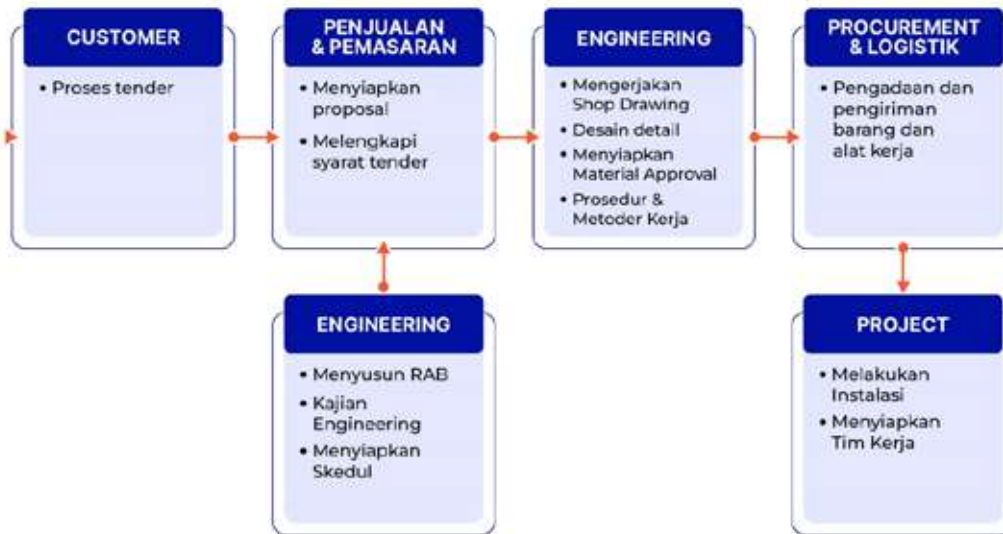 CUSTOMER
• Proses tender
PENJUALAN
& PEMASARAN
• Menyiapkan
proposal
• Melengkapi
syarat tender
ENGINEERING
• Mengerjakan
Shop Drawing
• Desain detail
• Menyiapkan
Material Approval
• Prosedur &
Metoder Kerja
PROCUREMENT
& LOGISTIK
• Pengadaan dan
pengiriman
barang dan
alat kerja
ENGINEERING
• Menyusun RAB
• Kajian
Engineering
• Menyiapkan
Skedul
PROJECT
• Melakukan
Instalasi
• Menyiapkan
Tim Kerja